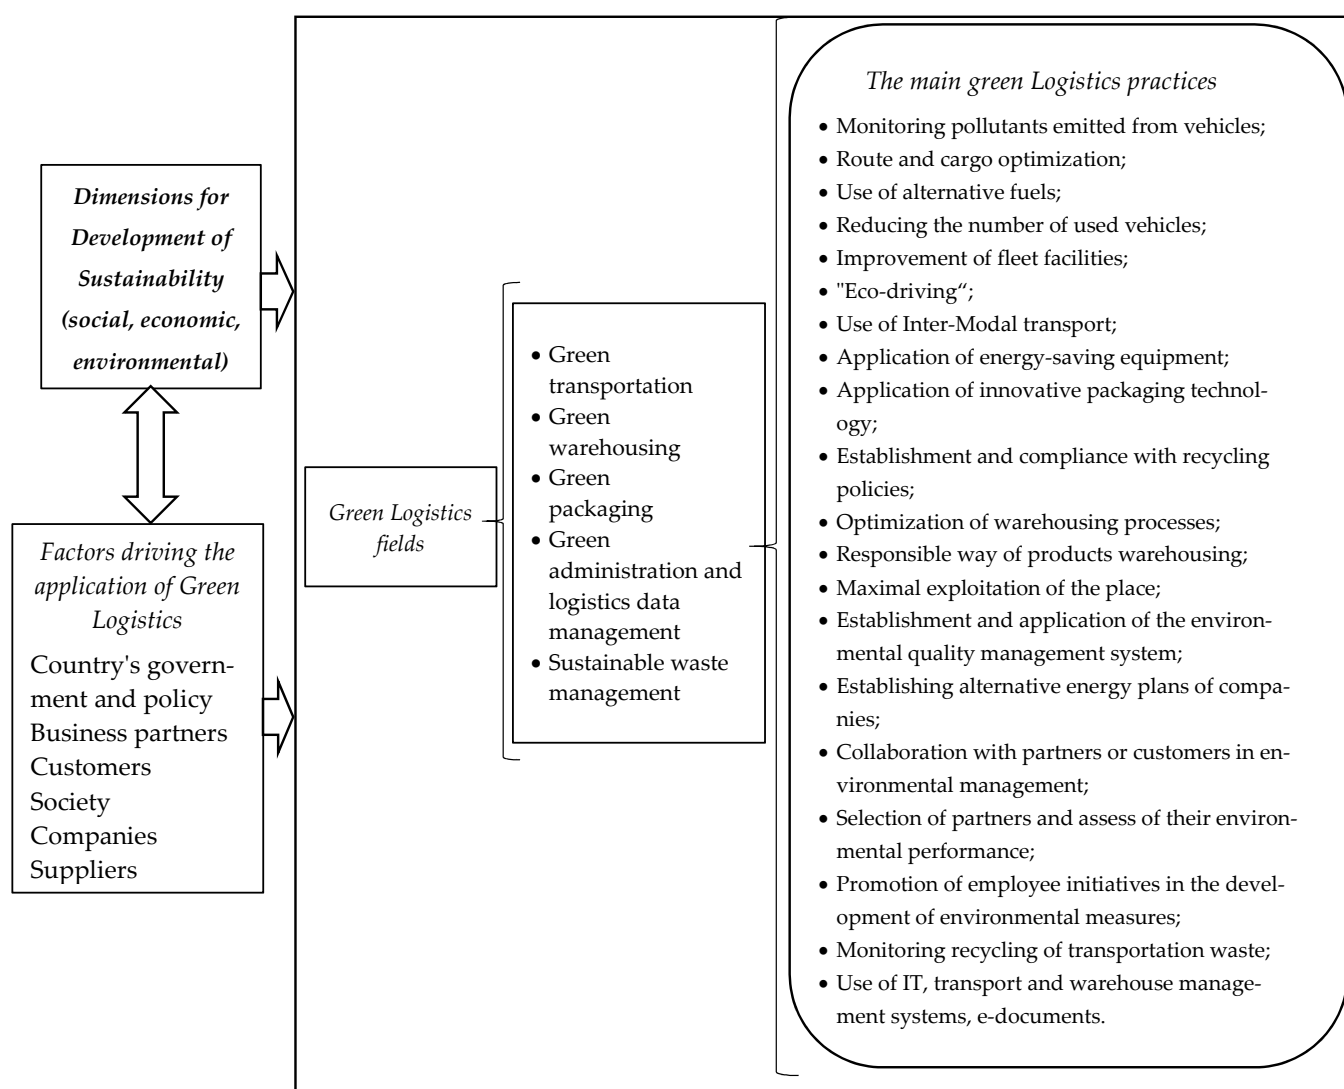 Dimensions for
Development of
Sustainability
(social, economic,
environmental)
Factors driving the
application of Green
Logistics
Country's govern-
ment and policy
Business partners
Customers
Society
Companies
Suppliers
Green Logistics
fields
• Green
transportation
• Green
warehousing
• Green
packaging
• Green
administration and
logistics data
management
• Sustainable waste
management
The main green Logistics practices
• Monitoring pollutants emitted from vehicles;
• Route and cargo optimization;
• Use of alternative fuels;
• Reducing the number of used vehicles;
• Improvement of fleet facilities;
• "Eco-driving“;
• Use of Inter-Modal transport;
• Application of energy-saving equipment;
• Application of innovative packaging technol-
ogy;
• Establishment and compliance with recycling
policies;
• Optimization of warehousing processes;
• Responsible way of products warehousing;
• Maximal exploitation of the place;
• Establishment and application of the environ-
mental quality management system;
• Establishing alternative energy plans of compa-
nies;
• Collaboration with partners or customers in en-
vironmental management;
• Selection of partners and assess of their environ-
mental performance;
• Promotion of employee initiatives in the devel-
opment of environmental measures;
• Monitoring recycling of transportation waste;
• Use of IT, transport and warehouse manage-
ment systems, e-documents.